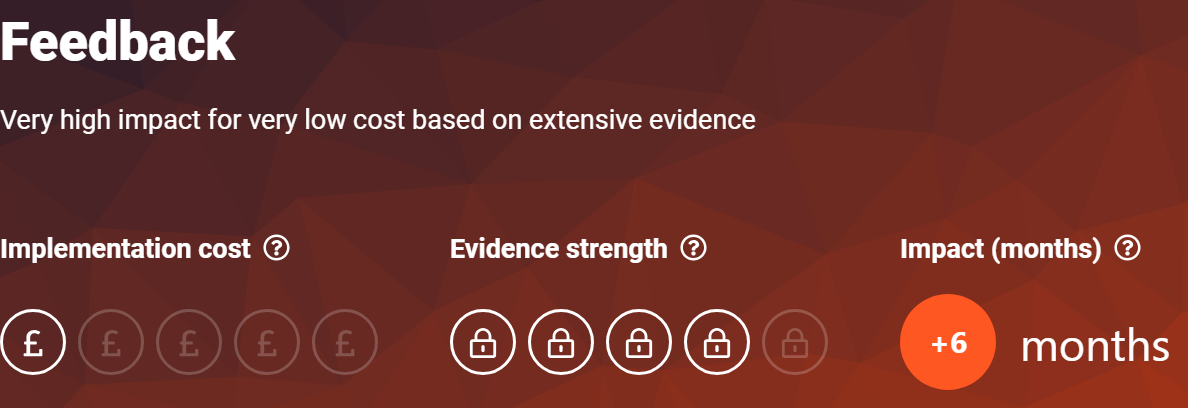 Feedback
Very high impact for very low cost based on extensive evidence
Implementation cost ? Evidence strength ? Impact (months) ?
£ £ £ £ £ +6 months